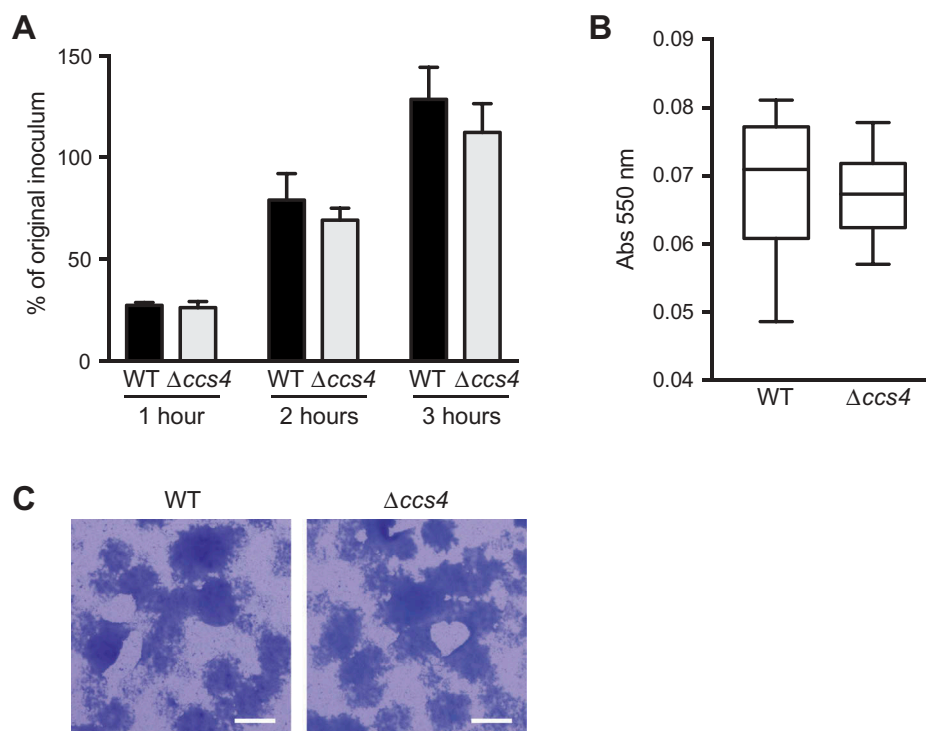 A
% of original inoculum
150
100
50
0
WT Δccs4 WT Δccs4 WT Δccs4
1 hour 2 hours 3 hours
B
Abs 550 nm
0.09
0.08
0.07
0.06
0.05
0.04
WT Δccs4
C
WT Δccs4